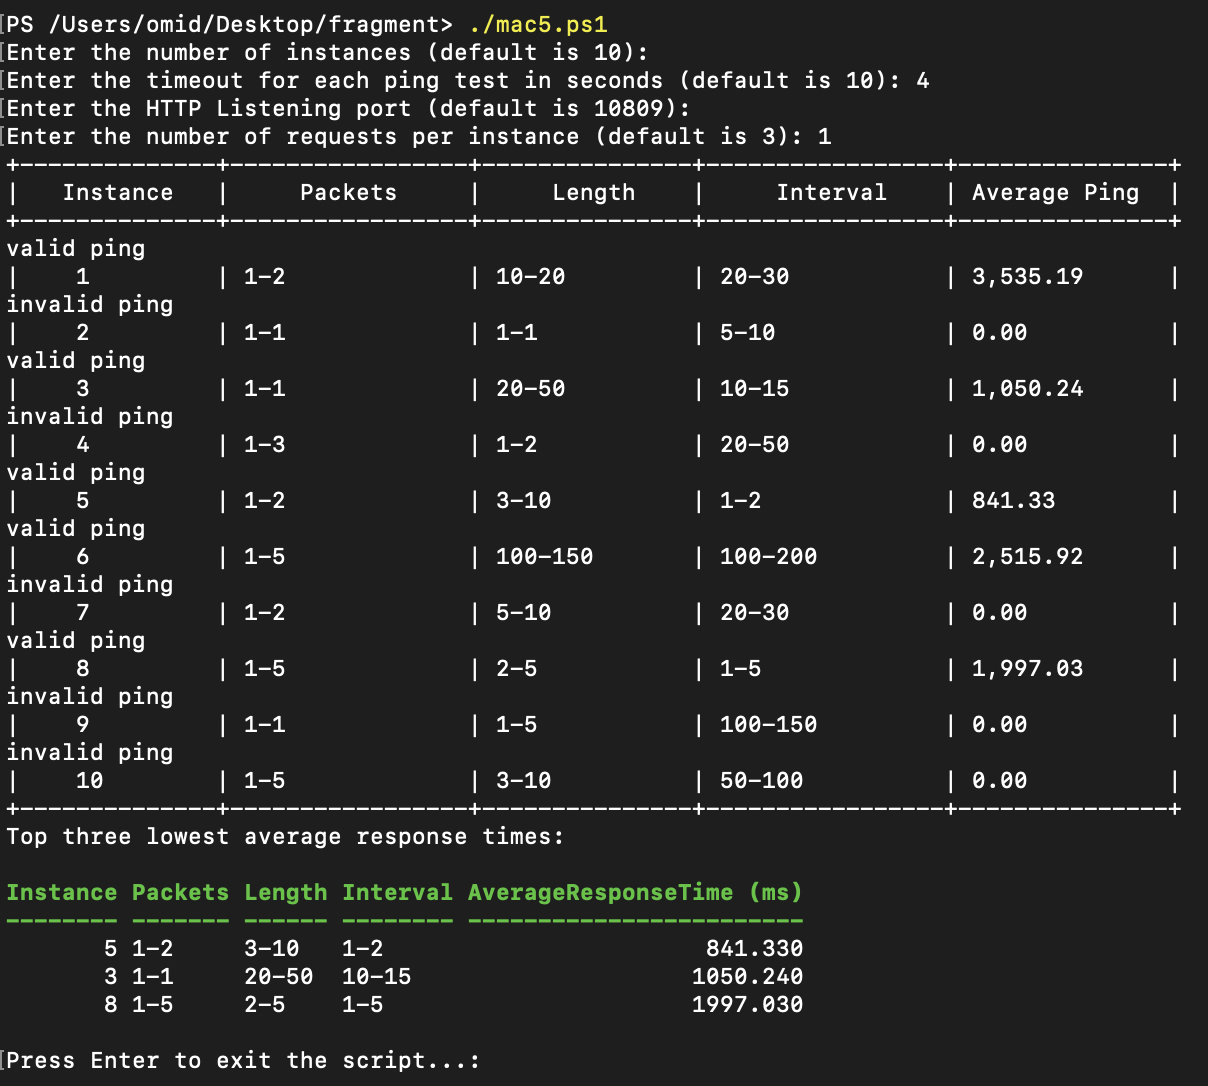 PS /Users/omid/Desktop/fragment> ./mac5.ps1
Enter the number of instances (default is 10):
Enter the timeout for each ping test in seconds (default is 10): 4
Enter the HTTP Listening port (default is 10809):
Enter the number of requests per instance (default is 3): 1
+--------------+-----------------+---------------+-----------------+---------------+
|   Instance   |     Packets     |     Length    |     Interval    | Average Ping  |
+--------------+-----------------+---------------+-----------------+---------------+
valid ping
|    1         | 1-2             | 10-20         | 20-30           | 3,535.19      |
invalid ping
|    2         | 1-1             | 1-1           | 5-10            | 0.00          |
valid ping
|    3         | 1-1             | 20-50         | 10-15           | 1,050.24      |
invalid ping
|    4         | 1-3             | 1-2           | 20-50           | 0.00          |
valid ping
|    5         | 1-2             | 3-10          | 1-2             | 841.33        |
valid ping
|    6         | 1-5             | 100-150       | 100-200         | 2,515.92      |
invalid ping
|    7         | 1-2             | 5-10          | 20-30           | 0.00          |
valid ping
|    8         | 1-5             | 2-5           | 1-5             | 1,997.03      |
invalid ping
|    9         | 1-1             | 1-5           | 100-150         | 0.00          |
invalid ping
|    10        | 1-5             | 3-10          | 50-100          | 0.00          |
+--------------+-----------------+---------------+-----------------+---------------+
Top three lowest average response times:
Instance Packets Length Interval AverageResponseTime (ms)
-------- ------- ------ -------- ------------------------
       5 1-2     3-10   1-2                       841.330
       3 1-1     20-50  10-15                    1050.240
       8 1-5     2-5    1-5                      1997.030
Press Enter to exit the script...: